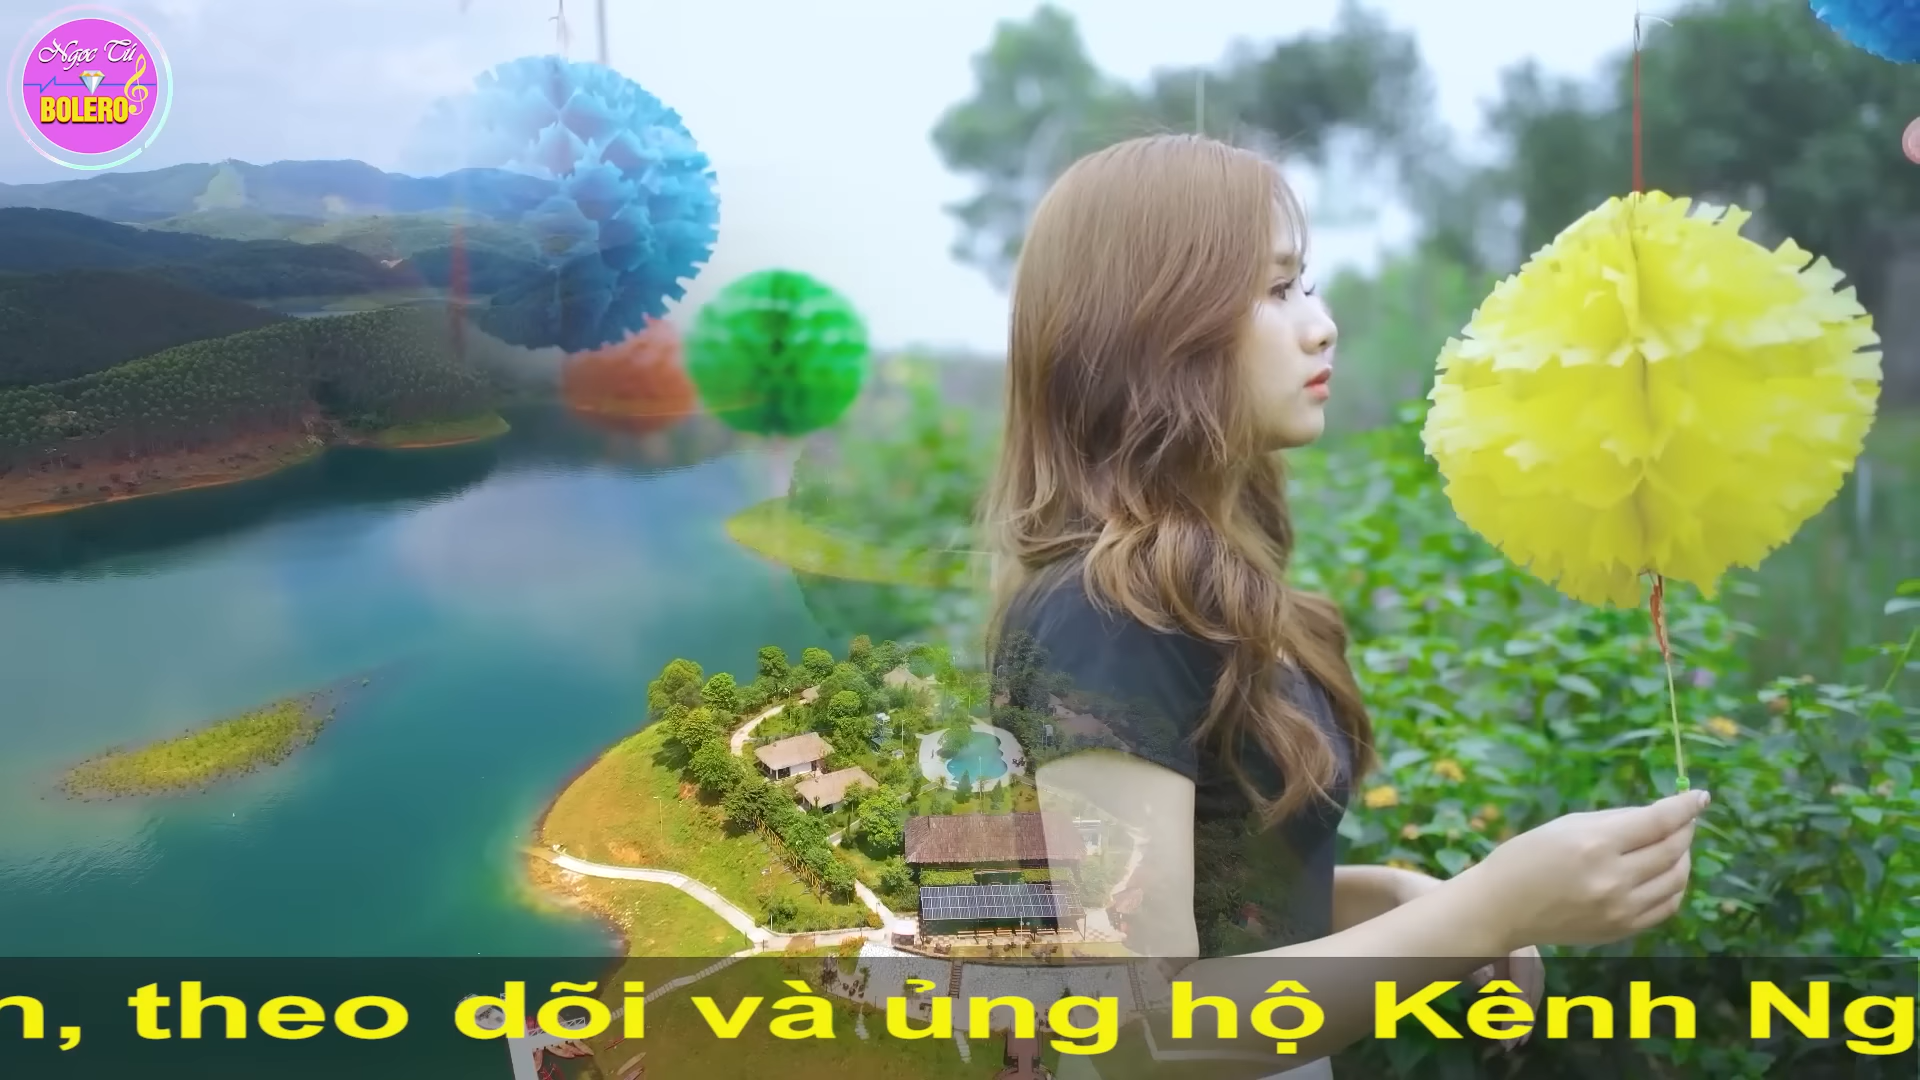 Ngọc Tú
BOLERO
n, theo dõi và ủng hộ Kênh Ng